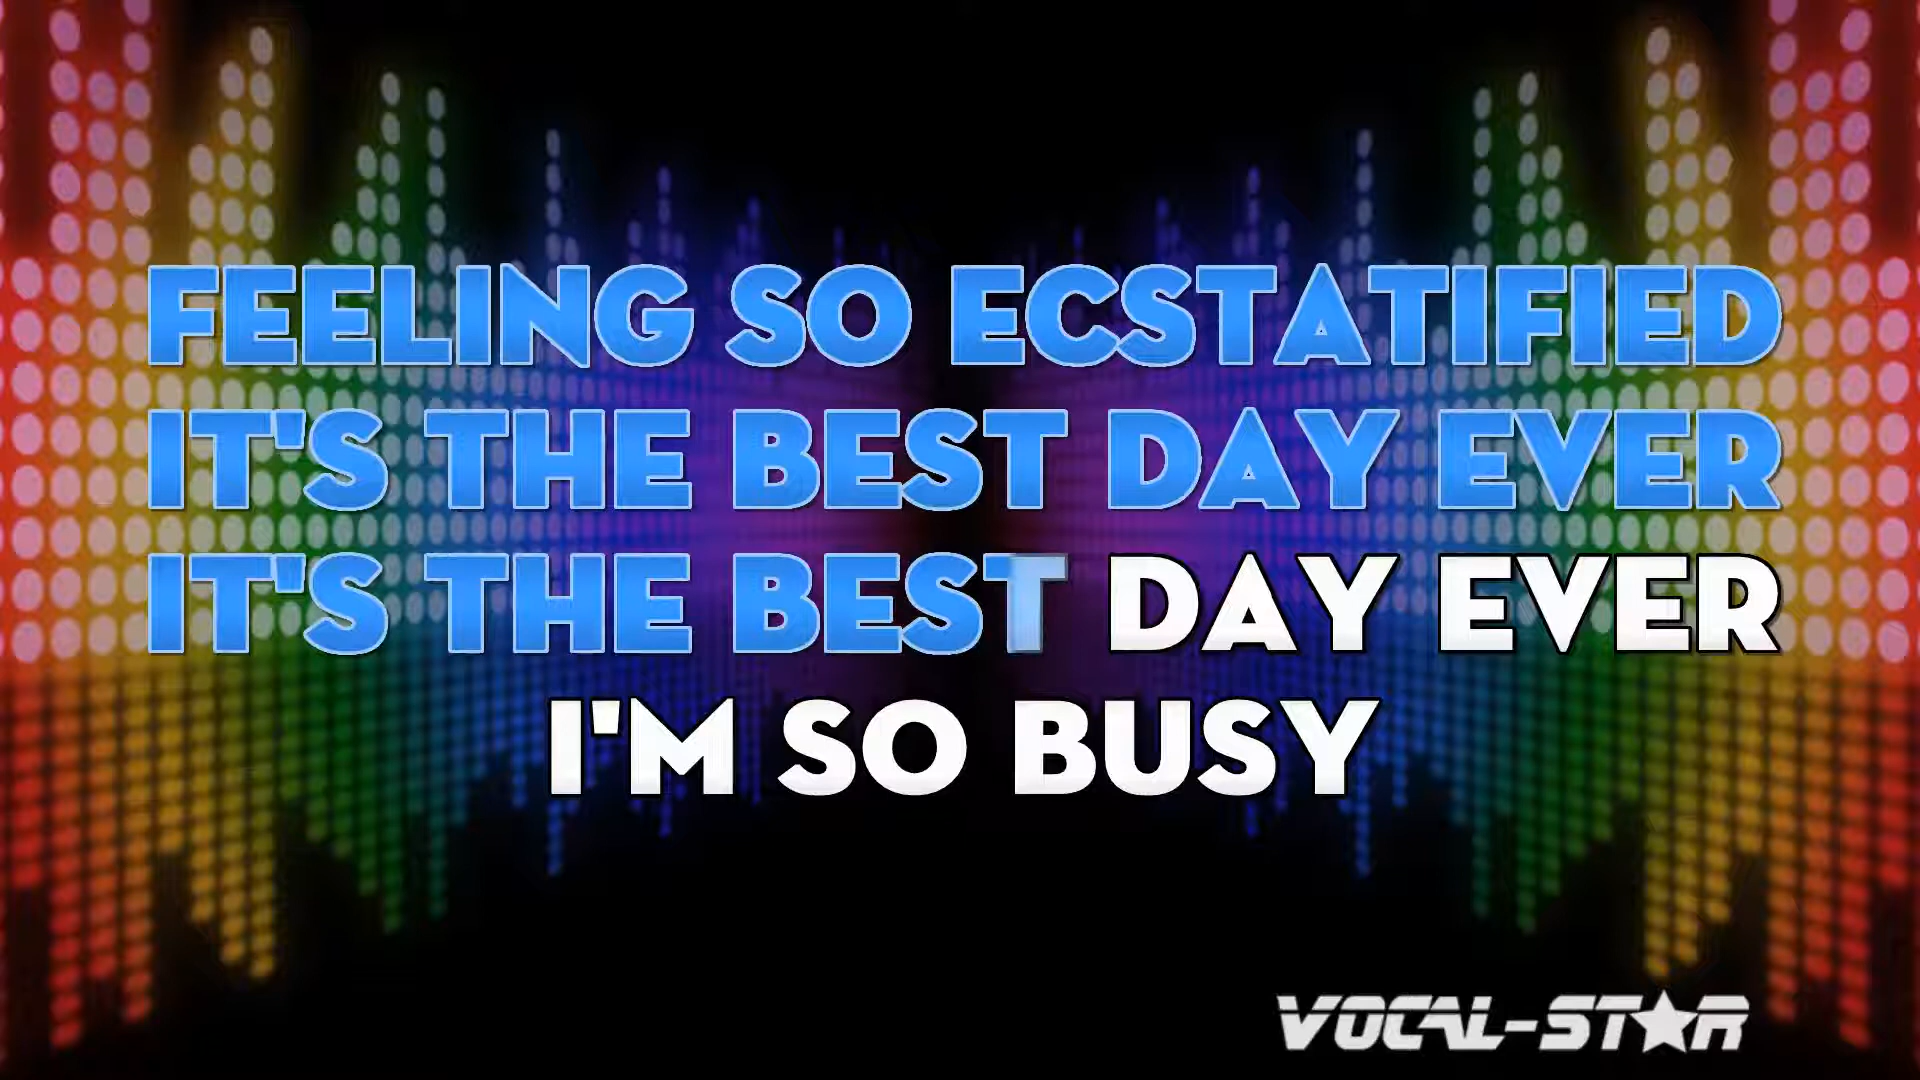 FEELING SO ECSTATIFIED
IT'S THE BEST DAY EVER
IT'S THE BEST DAY EVER
I'M SO BUSY
VOCAL-STAR